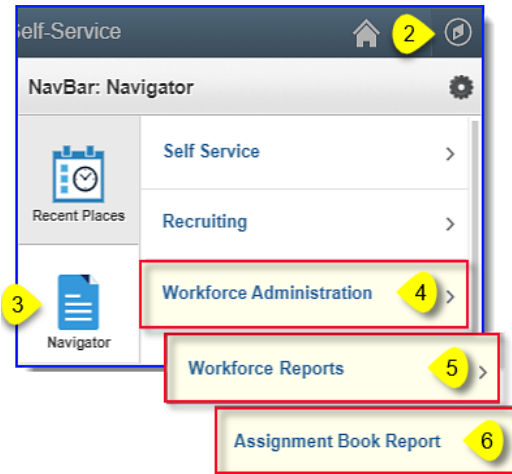 elf-Service
2
NavBar: Navigator
Self Service
Recent Places
Recruiting
3
Workforce Administration
4
Navigator
Workforce Reports
5
Assignment Book Report
6